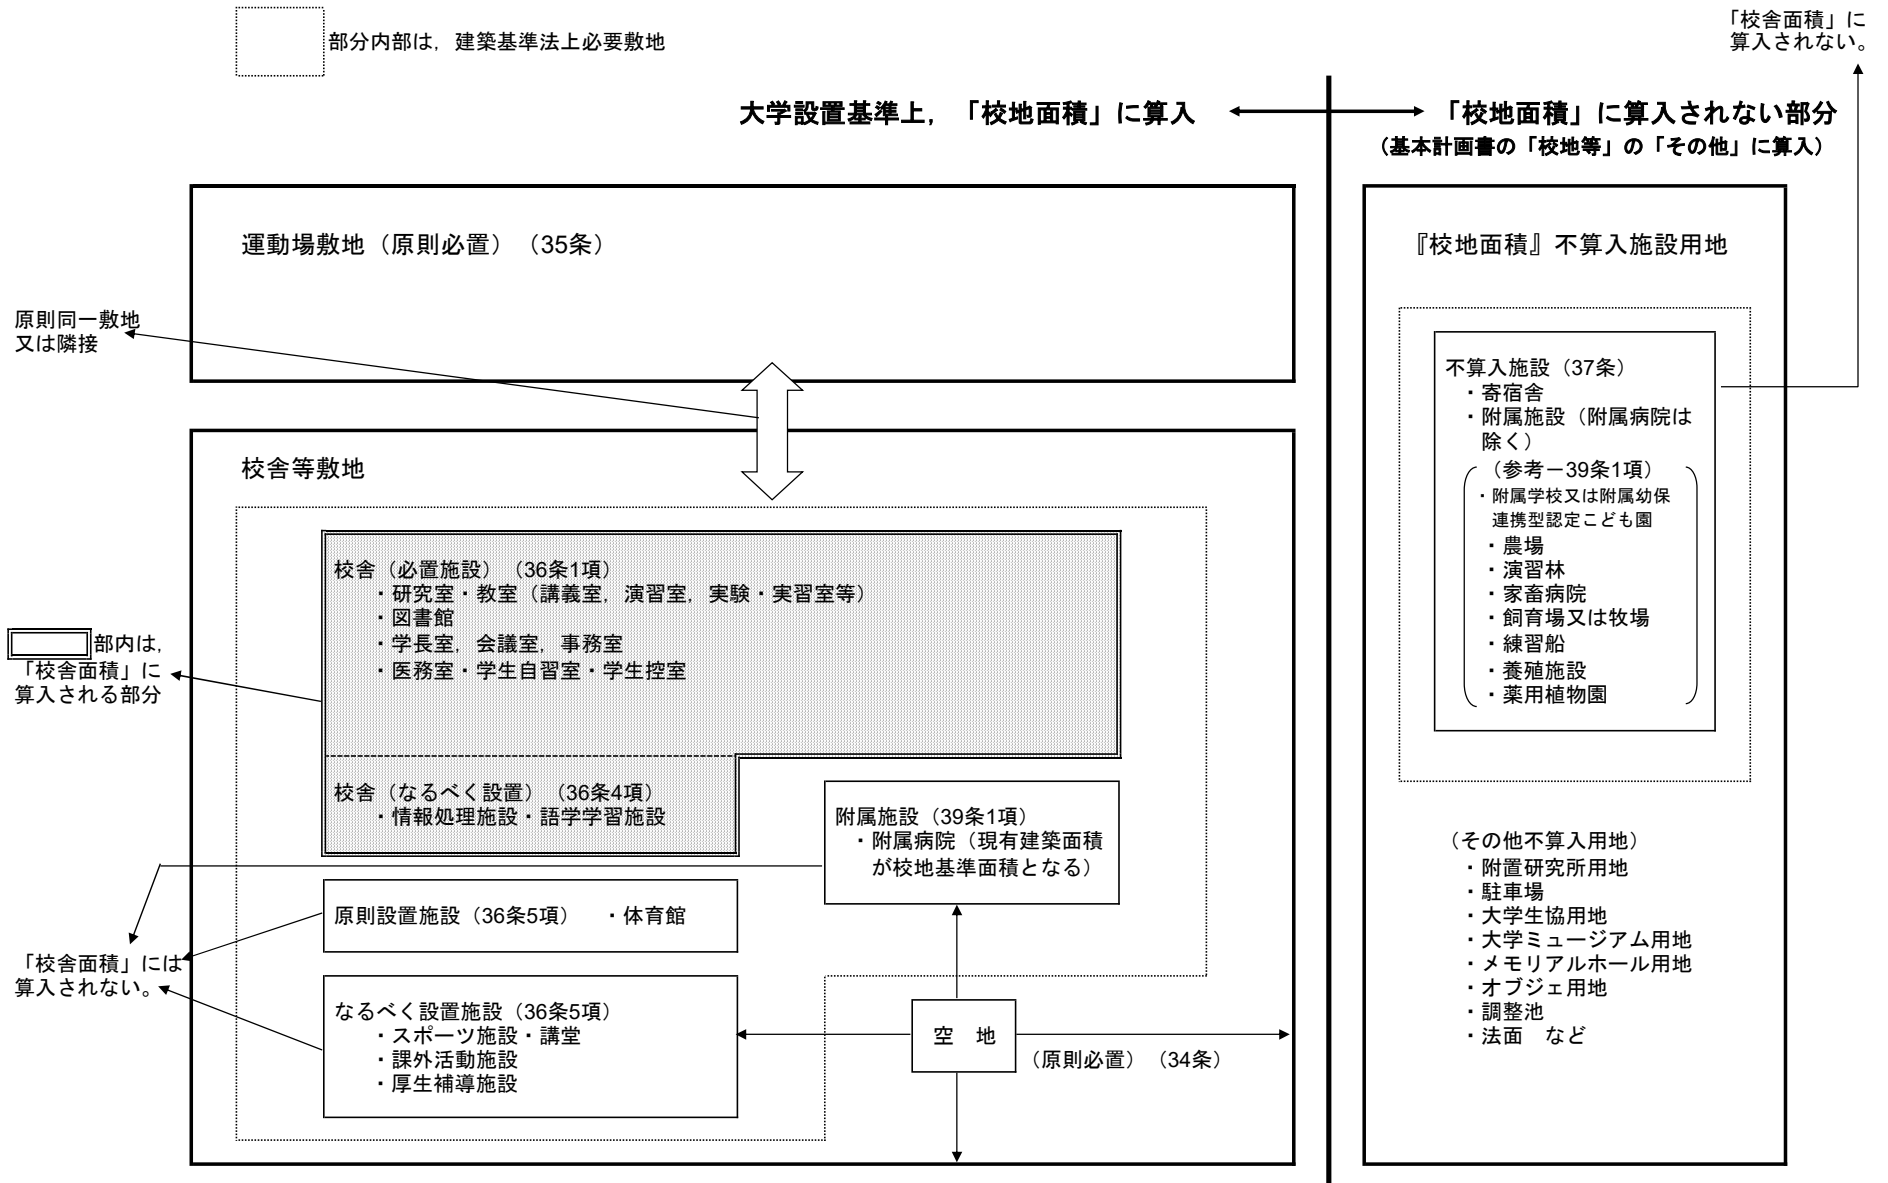 部分内部は，建築基準法上必要敷地
「校舎面積」に
算入されない。
大学設置基準上，「校地面積」に算入
「校地面積」に算入されない部分
（基本計画書の「校地等」の「その他」に算入）
運動場敷地（原則必置）（35条）
原則同一敷地
又は隣接
校舎等敷地
校舎（必置施設）（36条1項）
・研究室・教室（講義室，演習室，実験・実習室等）
・図書館
・学長室，会議室，事務室
・医務室・学生自習室・学生控室
部内は，
「校舎面積」に
算入される部分
校舎（なるべく設置）（36条4項）
・情報処理施設・語学学習施設
附属施設（39条1項）
・附属病院（現有建築面積
が校地基準面積となる）
原則設置施設（36条5項）　・体育館
「校舎面積」には
算入されない。
なるべく設置施設（36条5項）
・スポーツ施設・講堂
・課外活動施設
・厚生補導施設
空　地
（原則必置）（34条）
『校地面積』不算入施設用地
不算入施設（37条）
・寄宿舎
・附属施設（附属病院は
除く）
（参考－39条1項）
・附属学校又は附属幼保
連携型認定こども園
・農場
・演習林
・家畜病院
・飼育場又は牧場
・練習船
・養殖施設
・薬用植物園
（その他不算入用地）
・附置研究所用地
・駐車場
・大学生協用地
・大学ミュージアム用地
・メモリアルホール用地
・オブジェ用地
・調整池
・法面　など